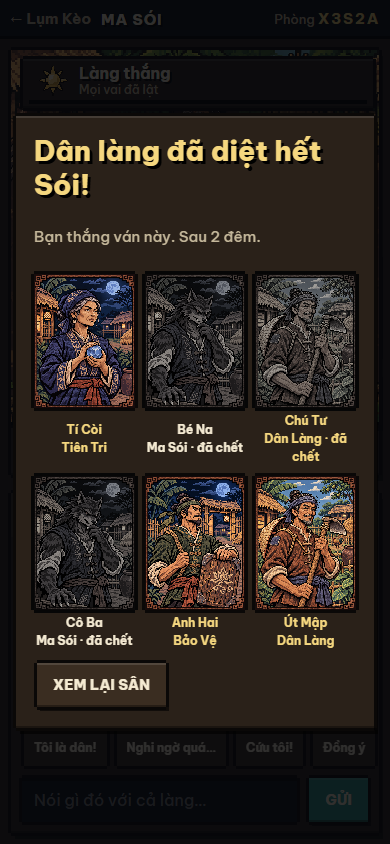 ← Lụm Kèo MA SÓI Phòng X3S2A
Làng thắng
Mọi vai đã lật
Dân làng đã diệt hết
Sói!
Bạn thắng ván này. Sau 2 đêm.
Tí Còi
Tiên Tri
Bé Na
Ma Sói · đã chết
Chú Tư
Dân Làng · đã
chết
Cô Ba
Ma Sói · đã chết
Anh Hai
Bảo Vệ
Út Mập
Dân Làng
XEM LẠI SÂN
Tôi là dân! Nghi ngờ quá... Cứu tôi! Đồng ý
Nói gì đó với cả làng... GỬI